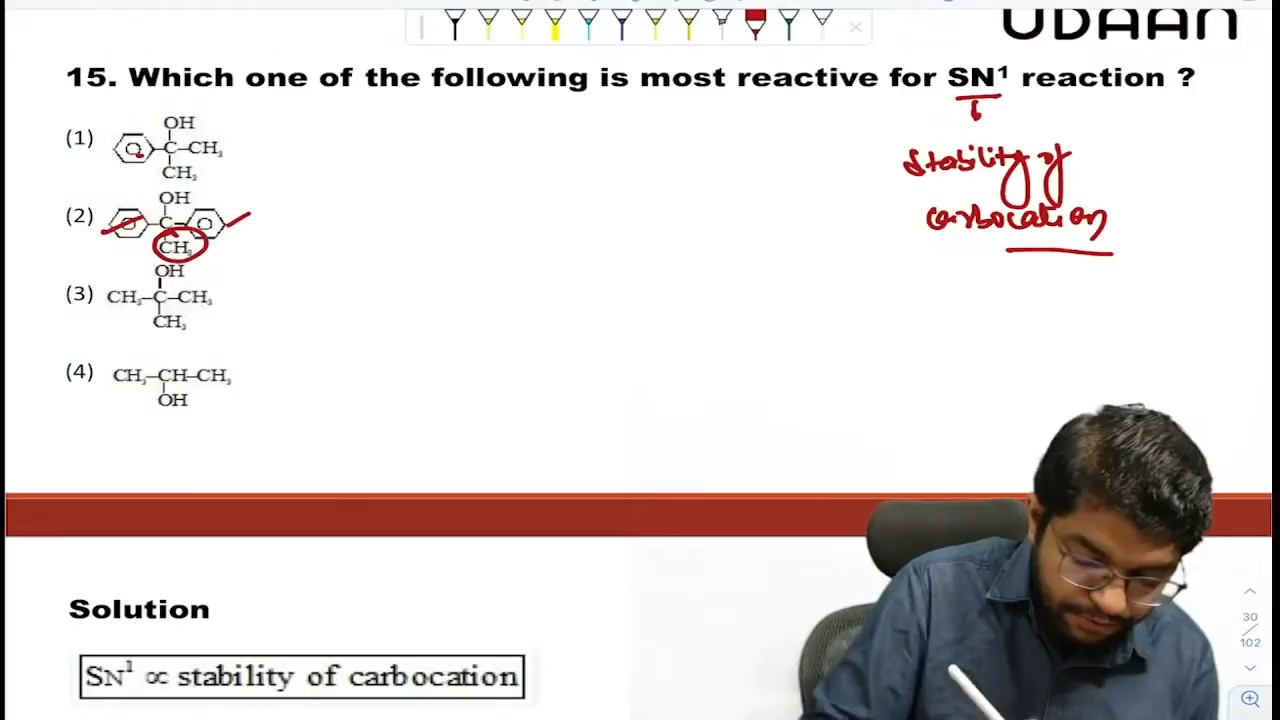 UDAAN
15. Which one of the following is most reactive for SN¹ reaction ?
Stability of
carbocation
(1)
OH
C–CH₃
CH₃
(2)
OH
C
CH₃
(3)
OH
CH₃–C–CH₃
CH₃
(4)
CH₃–CH–CH₃
OH
30
102
Solution
SN¹ ∝ stability of carbocation